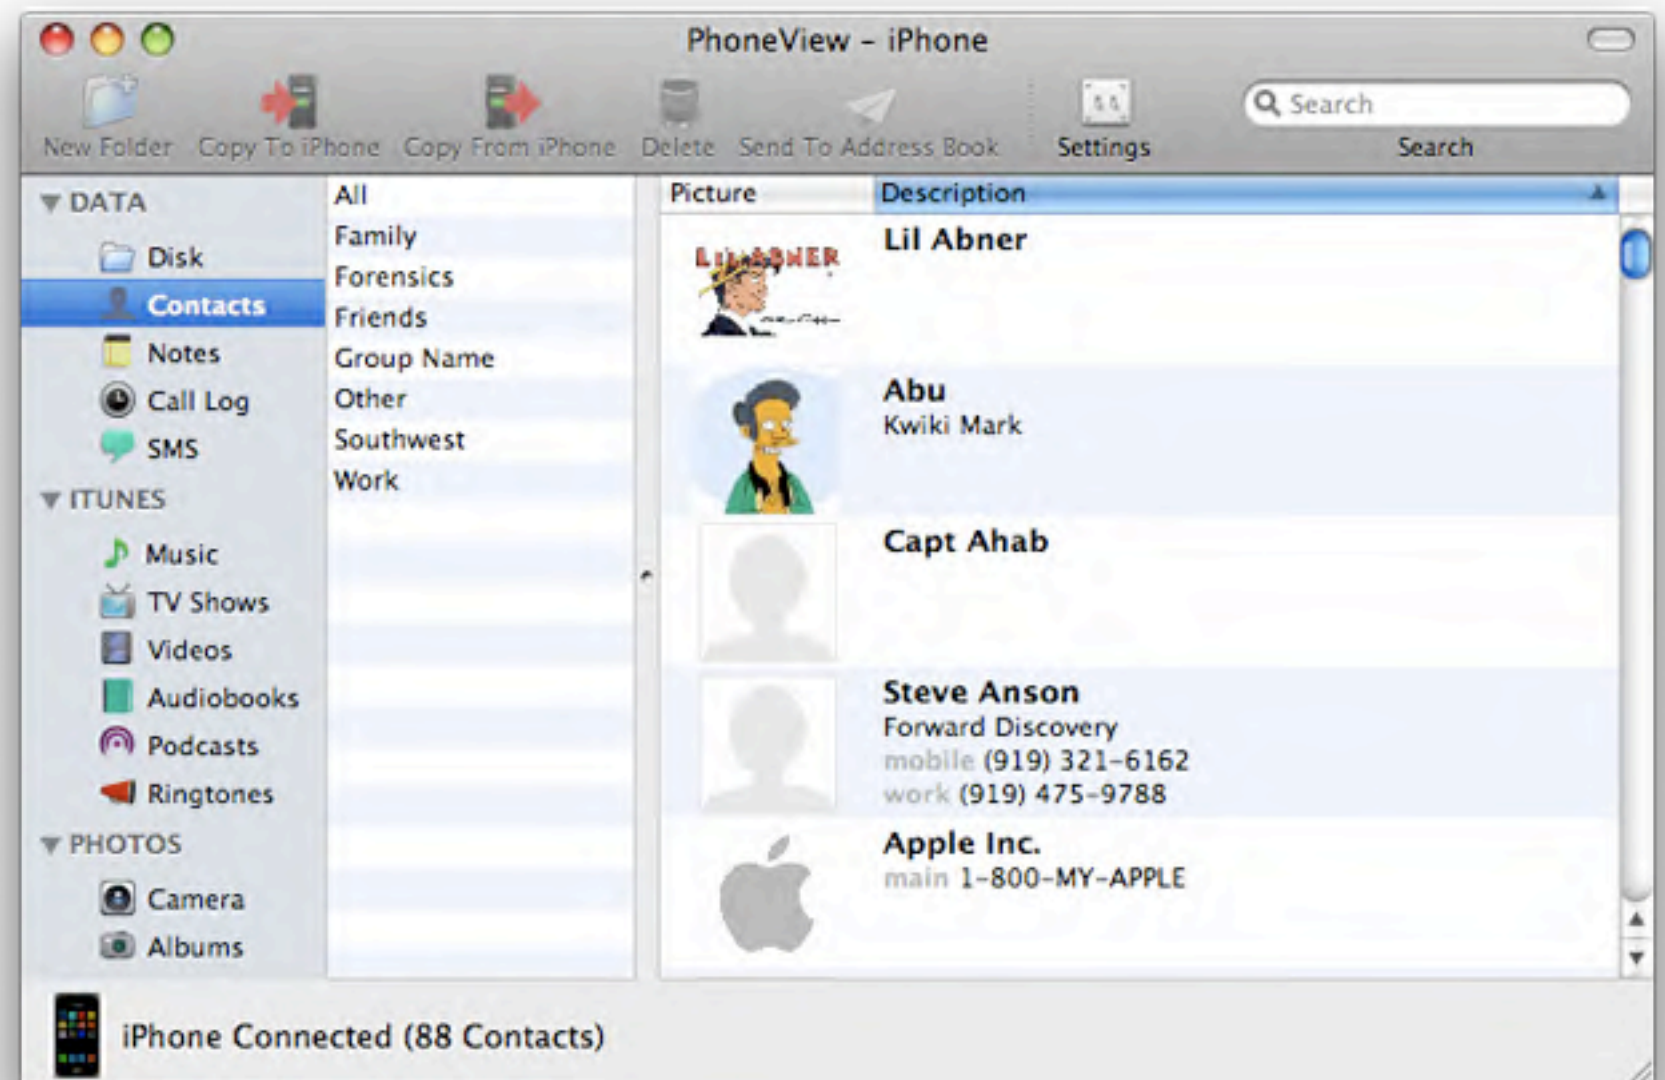 PhoneView – iPhone
New Folder
Copy To iPhone
Copy From iPhone
Delete
Send To Address Book
Settings
Search
Search
DATA
Disk
Contacts
Notes
Call Log
SMS
ITUNES
Music
TV Shows
Videos
Audiobooks
Podcasts
Ringtones
PHOTOS
Camera
Albums
All
Family
Forensics
Friends
Group Name
Other
Southwest
Work
Picture
Description
LIL ABNER
Lil Abner
Abu
Kwiki Mark
Capt Ahab
Steve Anson
Forward Discovery
mobile (919) 321-6162
work (919) 475-9788
Apple Inc.
main 1-800-MY-APPLE
iPhone Connected (88 Contacts)